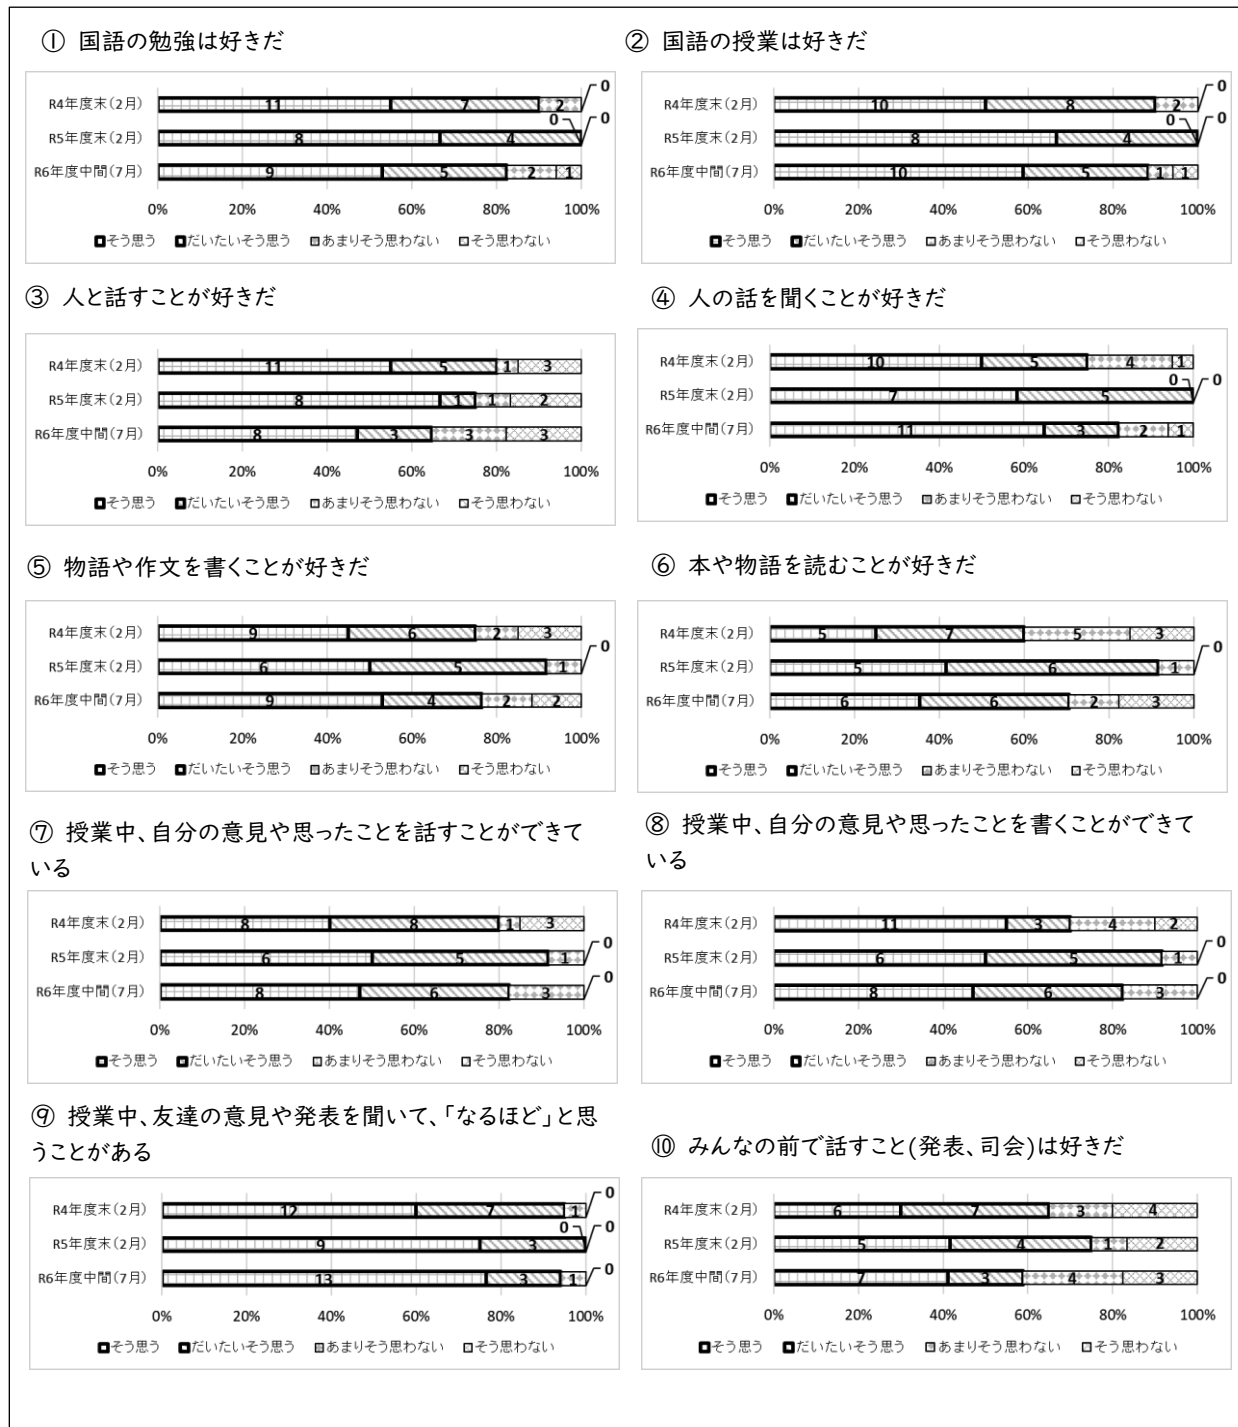 ① 国語の勉強は好きだ
R4年度末(2月) 11 7 2 0
R5年度末(2月) 8 4 0 0
R6年度中間(7月) 9 5 2 1
0% 20% 40% 60% 80% 100%
そう思う だいたいそう思う あまりそう思わない そう思わない
② 国語の授業は好きだ
R4年度末(2月) 10 8 2 0
R5年度末(2月) 8 4 0 0
R6年度中間(7月) 10 5 1 1
0% 20% 40% 60% 80% 100%
そう思う だいたいそう思う あまりそう思わない そう思わない
③ 人と話すことが好きだ
R4年度末(2月) 11 5 1 3
R5年度末(2月) 8 1 1 2
R6年度中間(7月) 8 3 3 3
0% 20% 40% 60% 80% 100%
そう思う だいたいそう思う あまりそう思わない そう思わない
④ 人の話を聞くことが好きだ
R4年度末(2月) 10 5 4 1
R5年度末(2月) 7 5 0 0
R6年度中間(7月) 11 3 2 1
0% 20% 40% 60% 80% 100%
そう思う だいたいそう思う あまりそう思わない そう思わない
⑤ 物語や作文を書くことが好きだ
R4年度末(2月) 9 6 2 3
R5年度末(2月) 6 5 1 0
R6年度中間(7月) 9 4 2 2
0% 20% 40% 60% 80% 100%
そう思う だいたいそう思う あまりそう思わない そう思わない
⑥ 本や物語を読むことが好きだ
R4年度末(2月) 5 7 5 3
R5年度末(2月) 5 6 1 0
R6年度中間(7月) 6 6 2 3
0% 20% 40% 60% 80% 100%
そう思う だいたいそう思う あまりそう思わない そう思わない
⑦ 授業中、自分の意見や思ったことを話すことができて
いる
R4年度末(2月) 8 8 1 3
R5年度末(2月) 6 5 1 0
R6年度中間(7月) 8 6 3 0
0% 20% 40% 60% 80% 100%
そう思う だいたいそう思う あまりそう思わない そう思わない
⑧ 授業中、自分の意見や思ったことを書くことができて
いる
R4年度末(2月) 11 3 4 2
R5年度末(2月) 6 5 1 0
R6年度中間(7月) 8 6 3 0
0% 20% 40% 60% 80% 100%
そう思う だいたいそう思う あまりそう思わない そう思わない
⑨ 授業中、友達の意見や発表を聞いて、「なるほど」と思
うことがある
R4年度末(2月) 12 7 1 0
R5年度末(2月) 9 3 0 0
R6年度中間(7月) 13 3 1 0
0% 20% 40% 60% 80% 100%
そう思う だいたいそう思う あまりそう思わない そう思わない
⑩ みんなの前で話すこと(発表、司会)は好きだ
R4年度末(2月) 6 7 3 4
R5年度末(2月) 5 4 1 2
R6年度中間(7月) 7 3 4 3
0% 20% 40% 60% 80% 100%
そう思う だいたいそう思う あまりそう思わない そう思わない